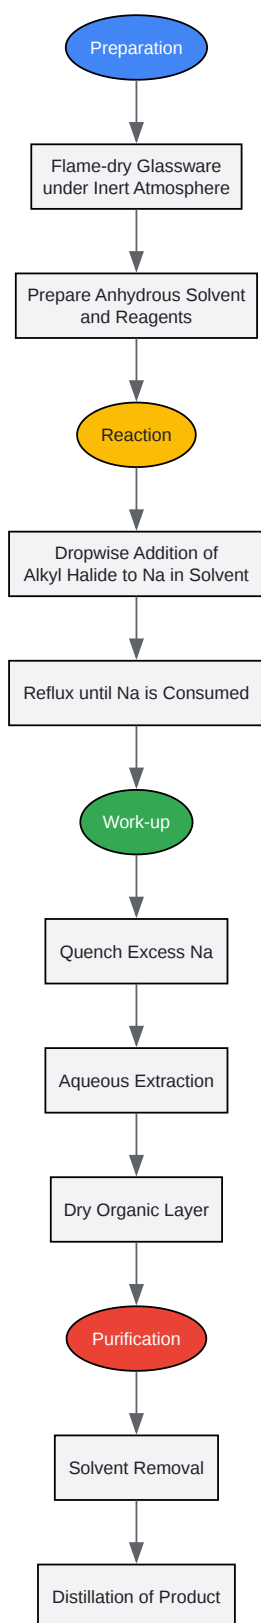 Preparation
Flame-dry Glassware
under Inert Atmosphere
Prepare Anhydrous Solvent
and Reagents
Reaction
Dropwise Addition of
Alkyl Halide to Na in Solvent
Reflux until Na is Consumed
Work-up
Quench Excess Na
Aqueous Extraction
Dry Organic Layer
Purification
Solvent Removal
Distillation of Product